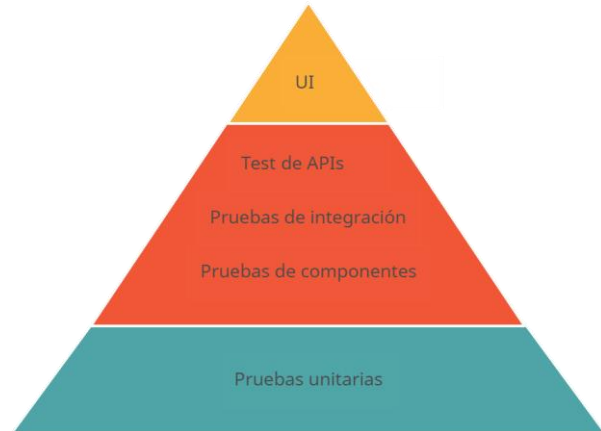 UI
Test de APIs
Pruebas de integración
Pruebas de componentes
Pruebas unitarias